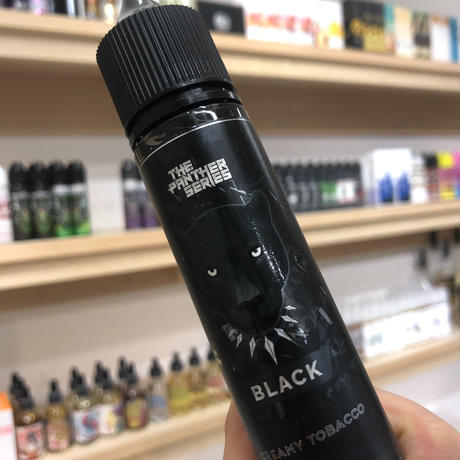 THE
PANTHER
SERIES
BLACK
CREAMY TOBACCO